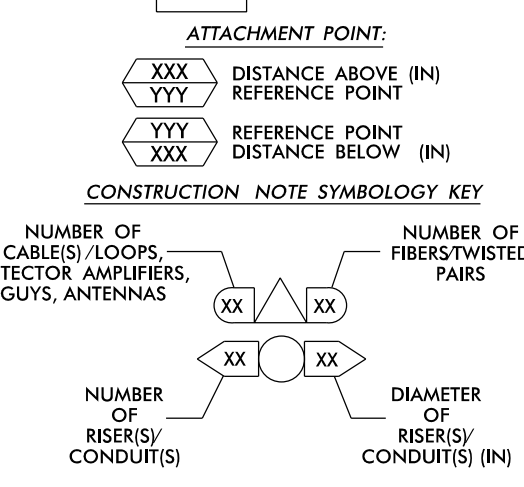 ATTACHMENT POINT:
XXX DISTANCE ABOVE (IN)
YYY REFERENCE POINT
YYY REFERENCE POINT
XXX DISTANCE BELOW (IN)
CONSTRUCTION NOTE SYMBOLOGY KEY
NUMBER OF
CABLE(S)/LOOPS,
TECTOR AMPLIFIERS,
GUYS, ANTENNAS
NUMBER OF
FIBERS/TWISTED
PAIRS
XX XX
XX XX
NUMBER
OF
RISER(S)/
CONDUIT(S)
DIAMETER
OF
RISER(S)/
CONDUIT(S) (IN)